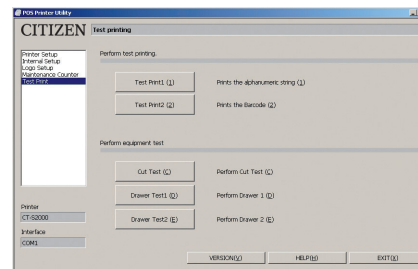 POS Printer Utility
CITIZEN
Test printing
Printer Setup
Internal Setup
Logo Setup
Maintenance Counter
Test Print
Perform test printing.
Test Print1 (1)
Prints the alphanumeric string (1)
Test Print2 (2)
Prints the Barcode (2)
Perform equipment test
Cut Test (C)
Perform Cut Test (C)
Drawer Test1 (D)
Perform Drawer 1 (D)
Drawer Test2 (E)
Perform Drawer 2 (E)
Printer
CT-S2000
Interface
COM1
VERSION(V)
HELP(H)
EXIT(X)